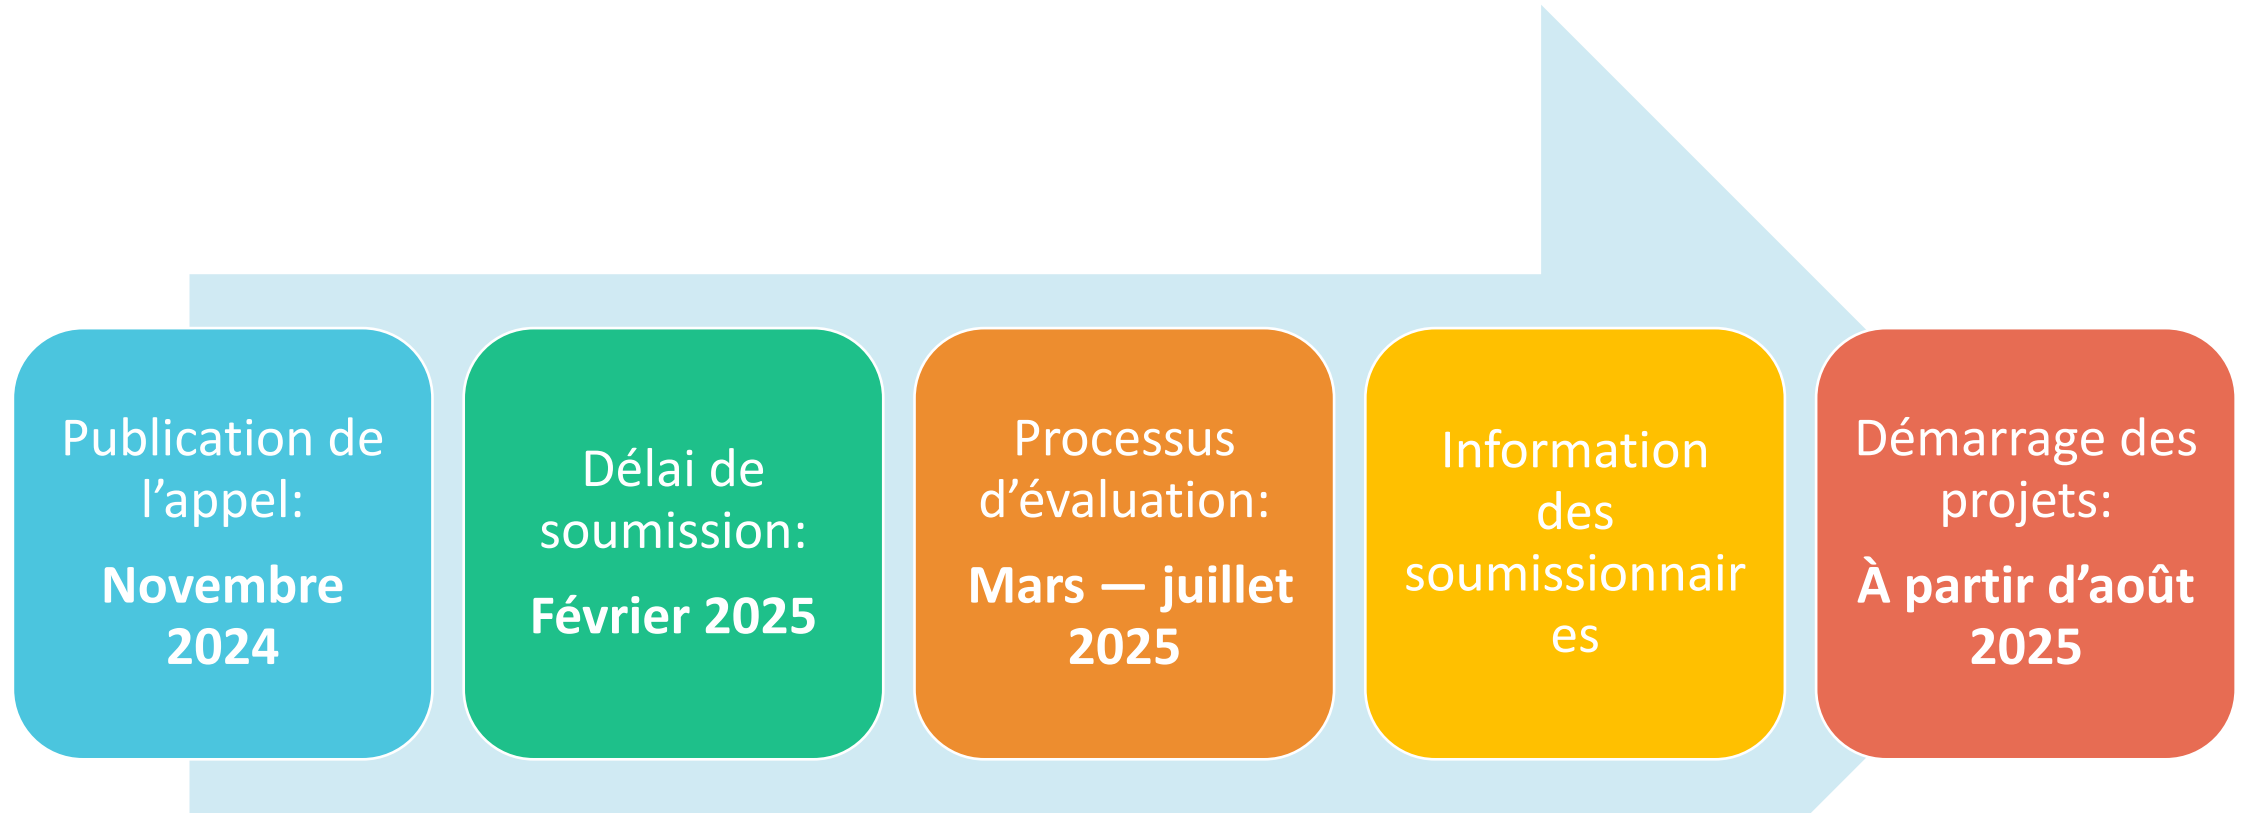 Publication de
l’appel:
Novembre
2024
Délai de
soumission:
Février 2025
Processus
d’évaluation:
Mars — juillet
2025
Information
des
soumissionnair
es
Démarrage des
projets:
À partir d’août
2025